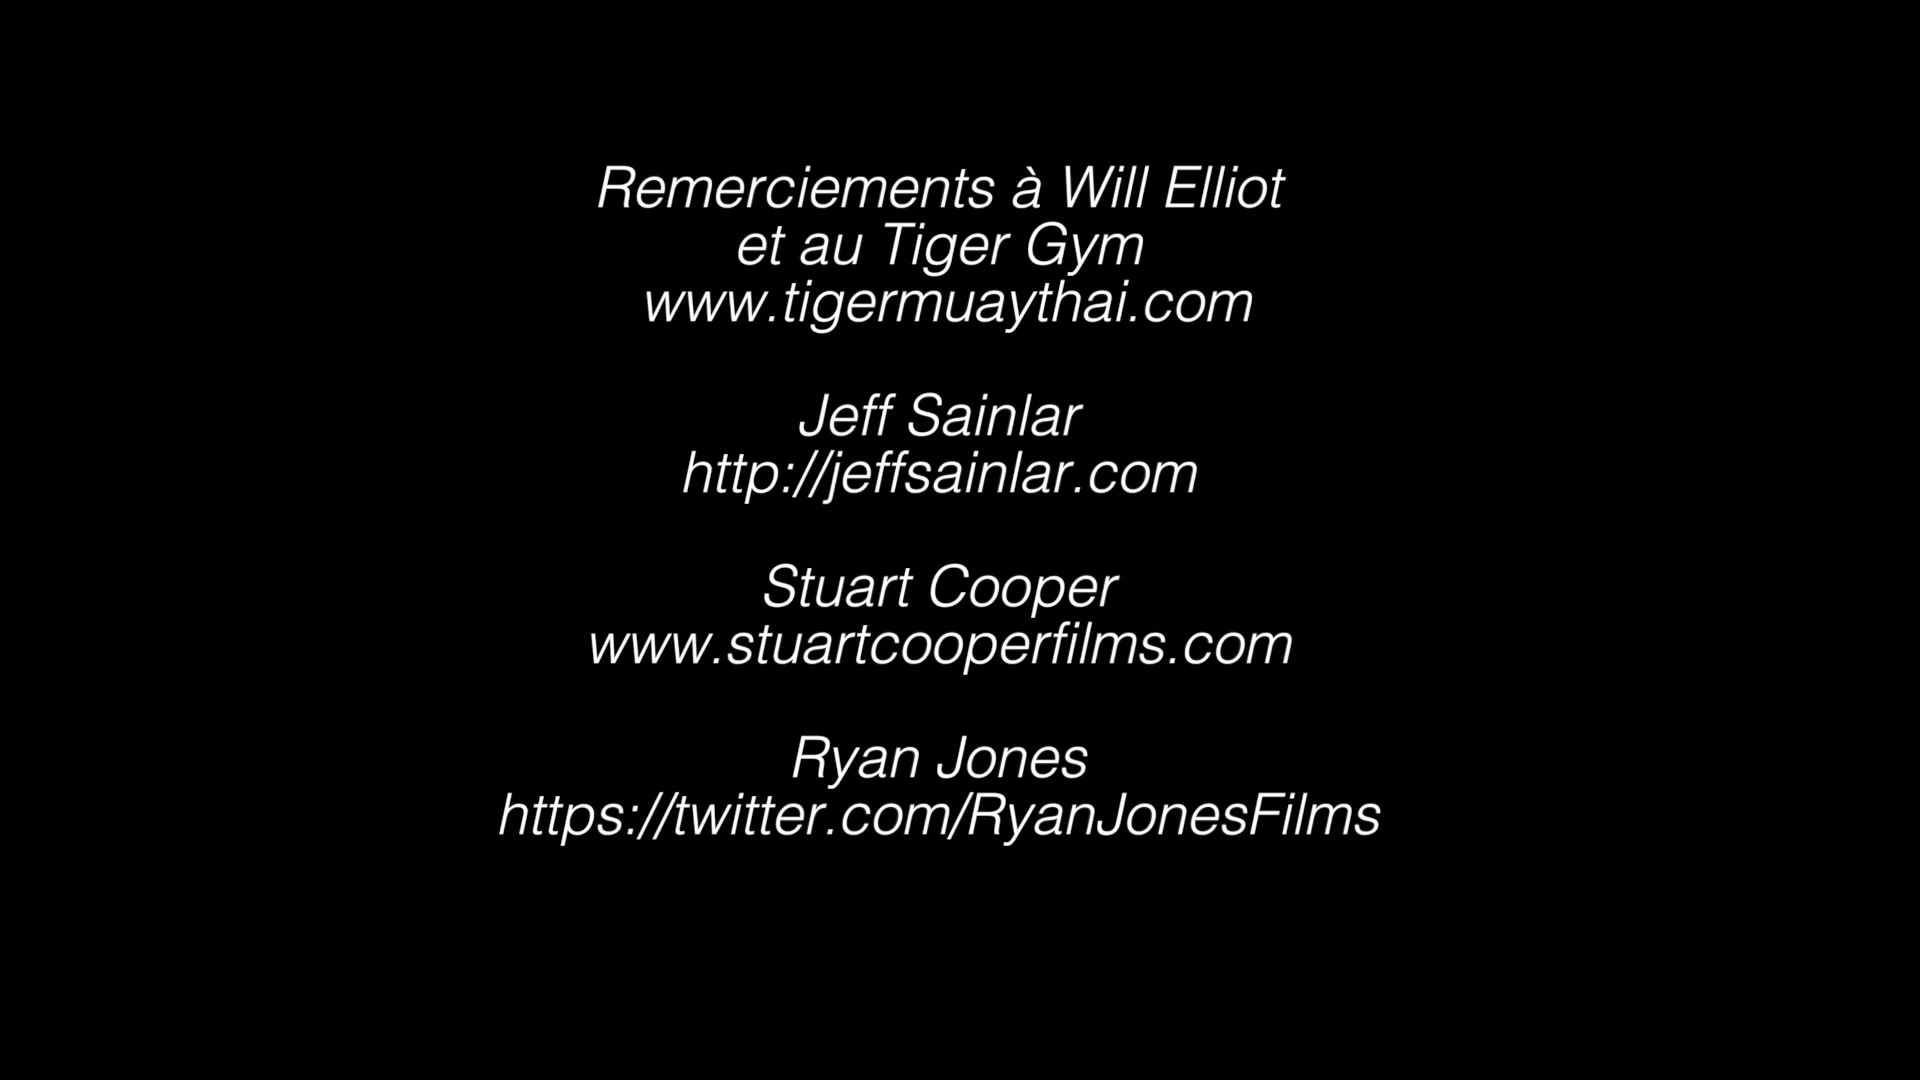 Remerciements à Will Elliot
et au Tiger Gym
www.tigermuaythai.com
Jeff Sainlar
http://jeffsainlar.com
Stuart Cooper
www.stuartcooperfilms.com
Ryan Jones
https://twitter.com/RyanJonesFilms